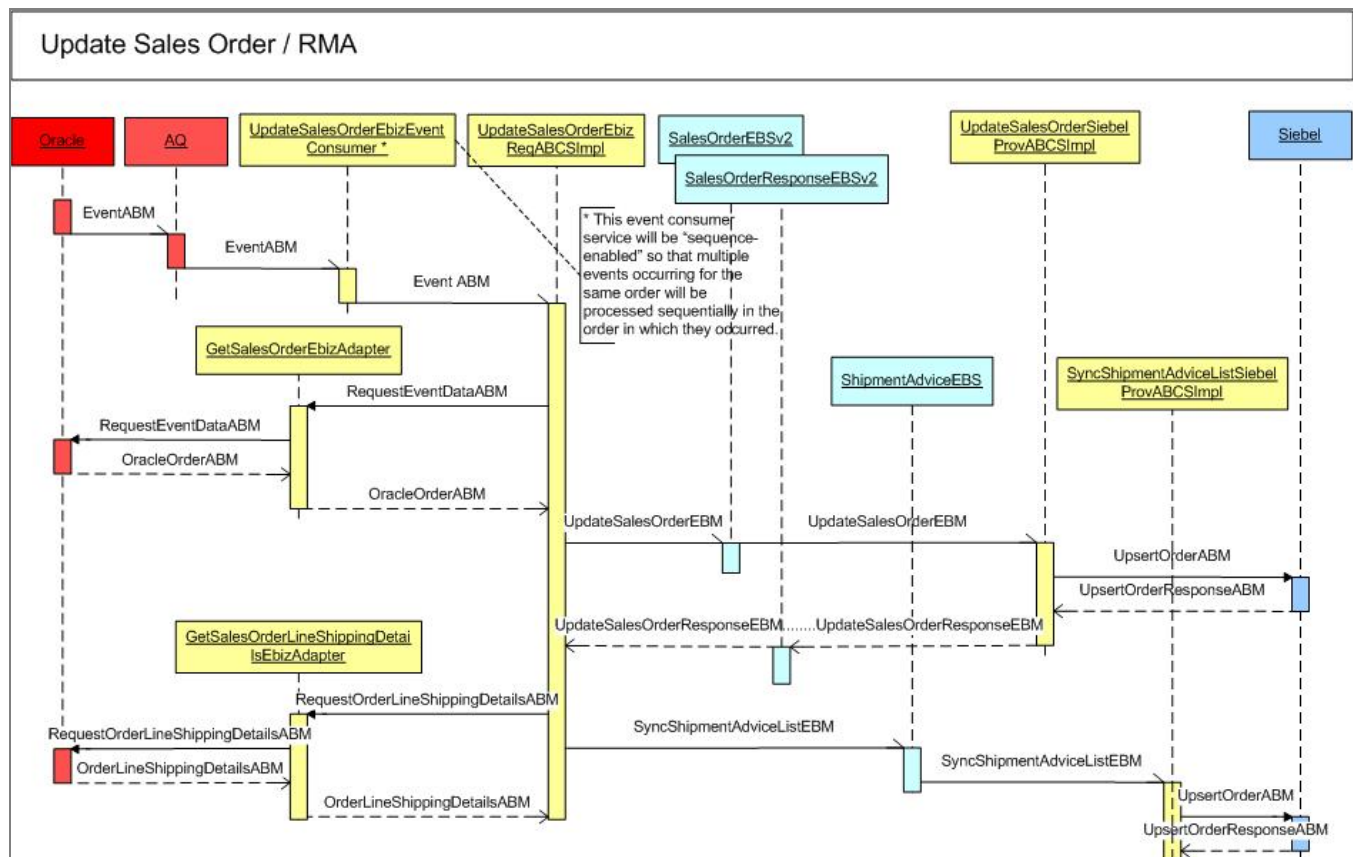 Update Sales Order / RMA
Oracle
AQ
UpdateSalesOrderEbizEvent
Consumer *
UpdateSalesOrderEbiz
ReqABCSImpl
SalesOrderEBSv2
SalesOrderResponseEBSv2
UpdateSalesOrderSiebel
ProvABCSImpl
Siebel
EventABM
EventABM
Event ABM
* This event consumer
service will be "sequence-
enabled" so that multiple
events occurring for the
same order will be
processed sequentially in the
order in which they occurred.
GetSalesOrderEbizAdapter
ShipmentAdviceEBS
SyncShipmentAdviceListSiebel
ProvABCSImpl
RequestEventDataABM
RequestEventDataABM
OracleOrderABM
OracleOrderABM
UpdateSalesOrderEBM
UpdateSalesOrderEBM
UpsertOrderABM
UpsertOrderResponseABM
UpdateSalesOrderResponseEBM........UpdateSalesOrderResponseEBM
GetSalesOrderLineShippingDetai
lsEbizAdapter
RequestOrderLineShippingDetailsABM
RequestOrderLineShippingDetailsABM
OrderLineShippingDetailsABM
OrderLineShippingDetailsABM
SyncShipmentAdviceListEBM
SyncShipmentAdviceListEBM
UpsertOrderABM
UpsertOrderResponseABM